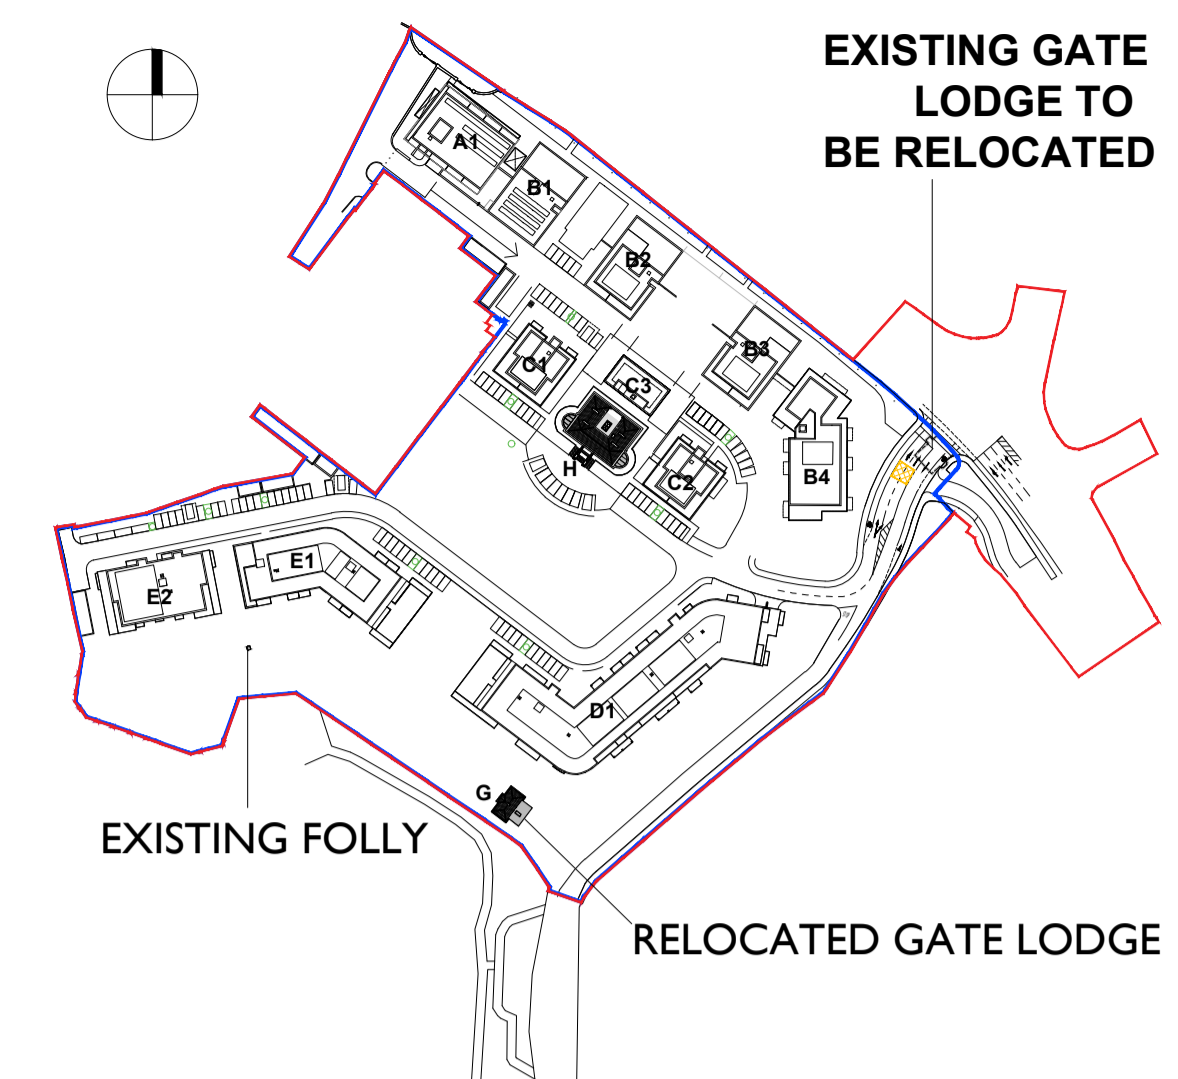 EXISTING GATE
LODGE TO
BE RELOCATED
A1
B1
B2
B3
C1
C3
H
C2
B4
E1
E2
D1
G
EXISTING FOLLY
RELOCATED GATE LODGE